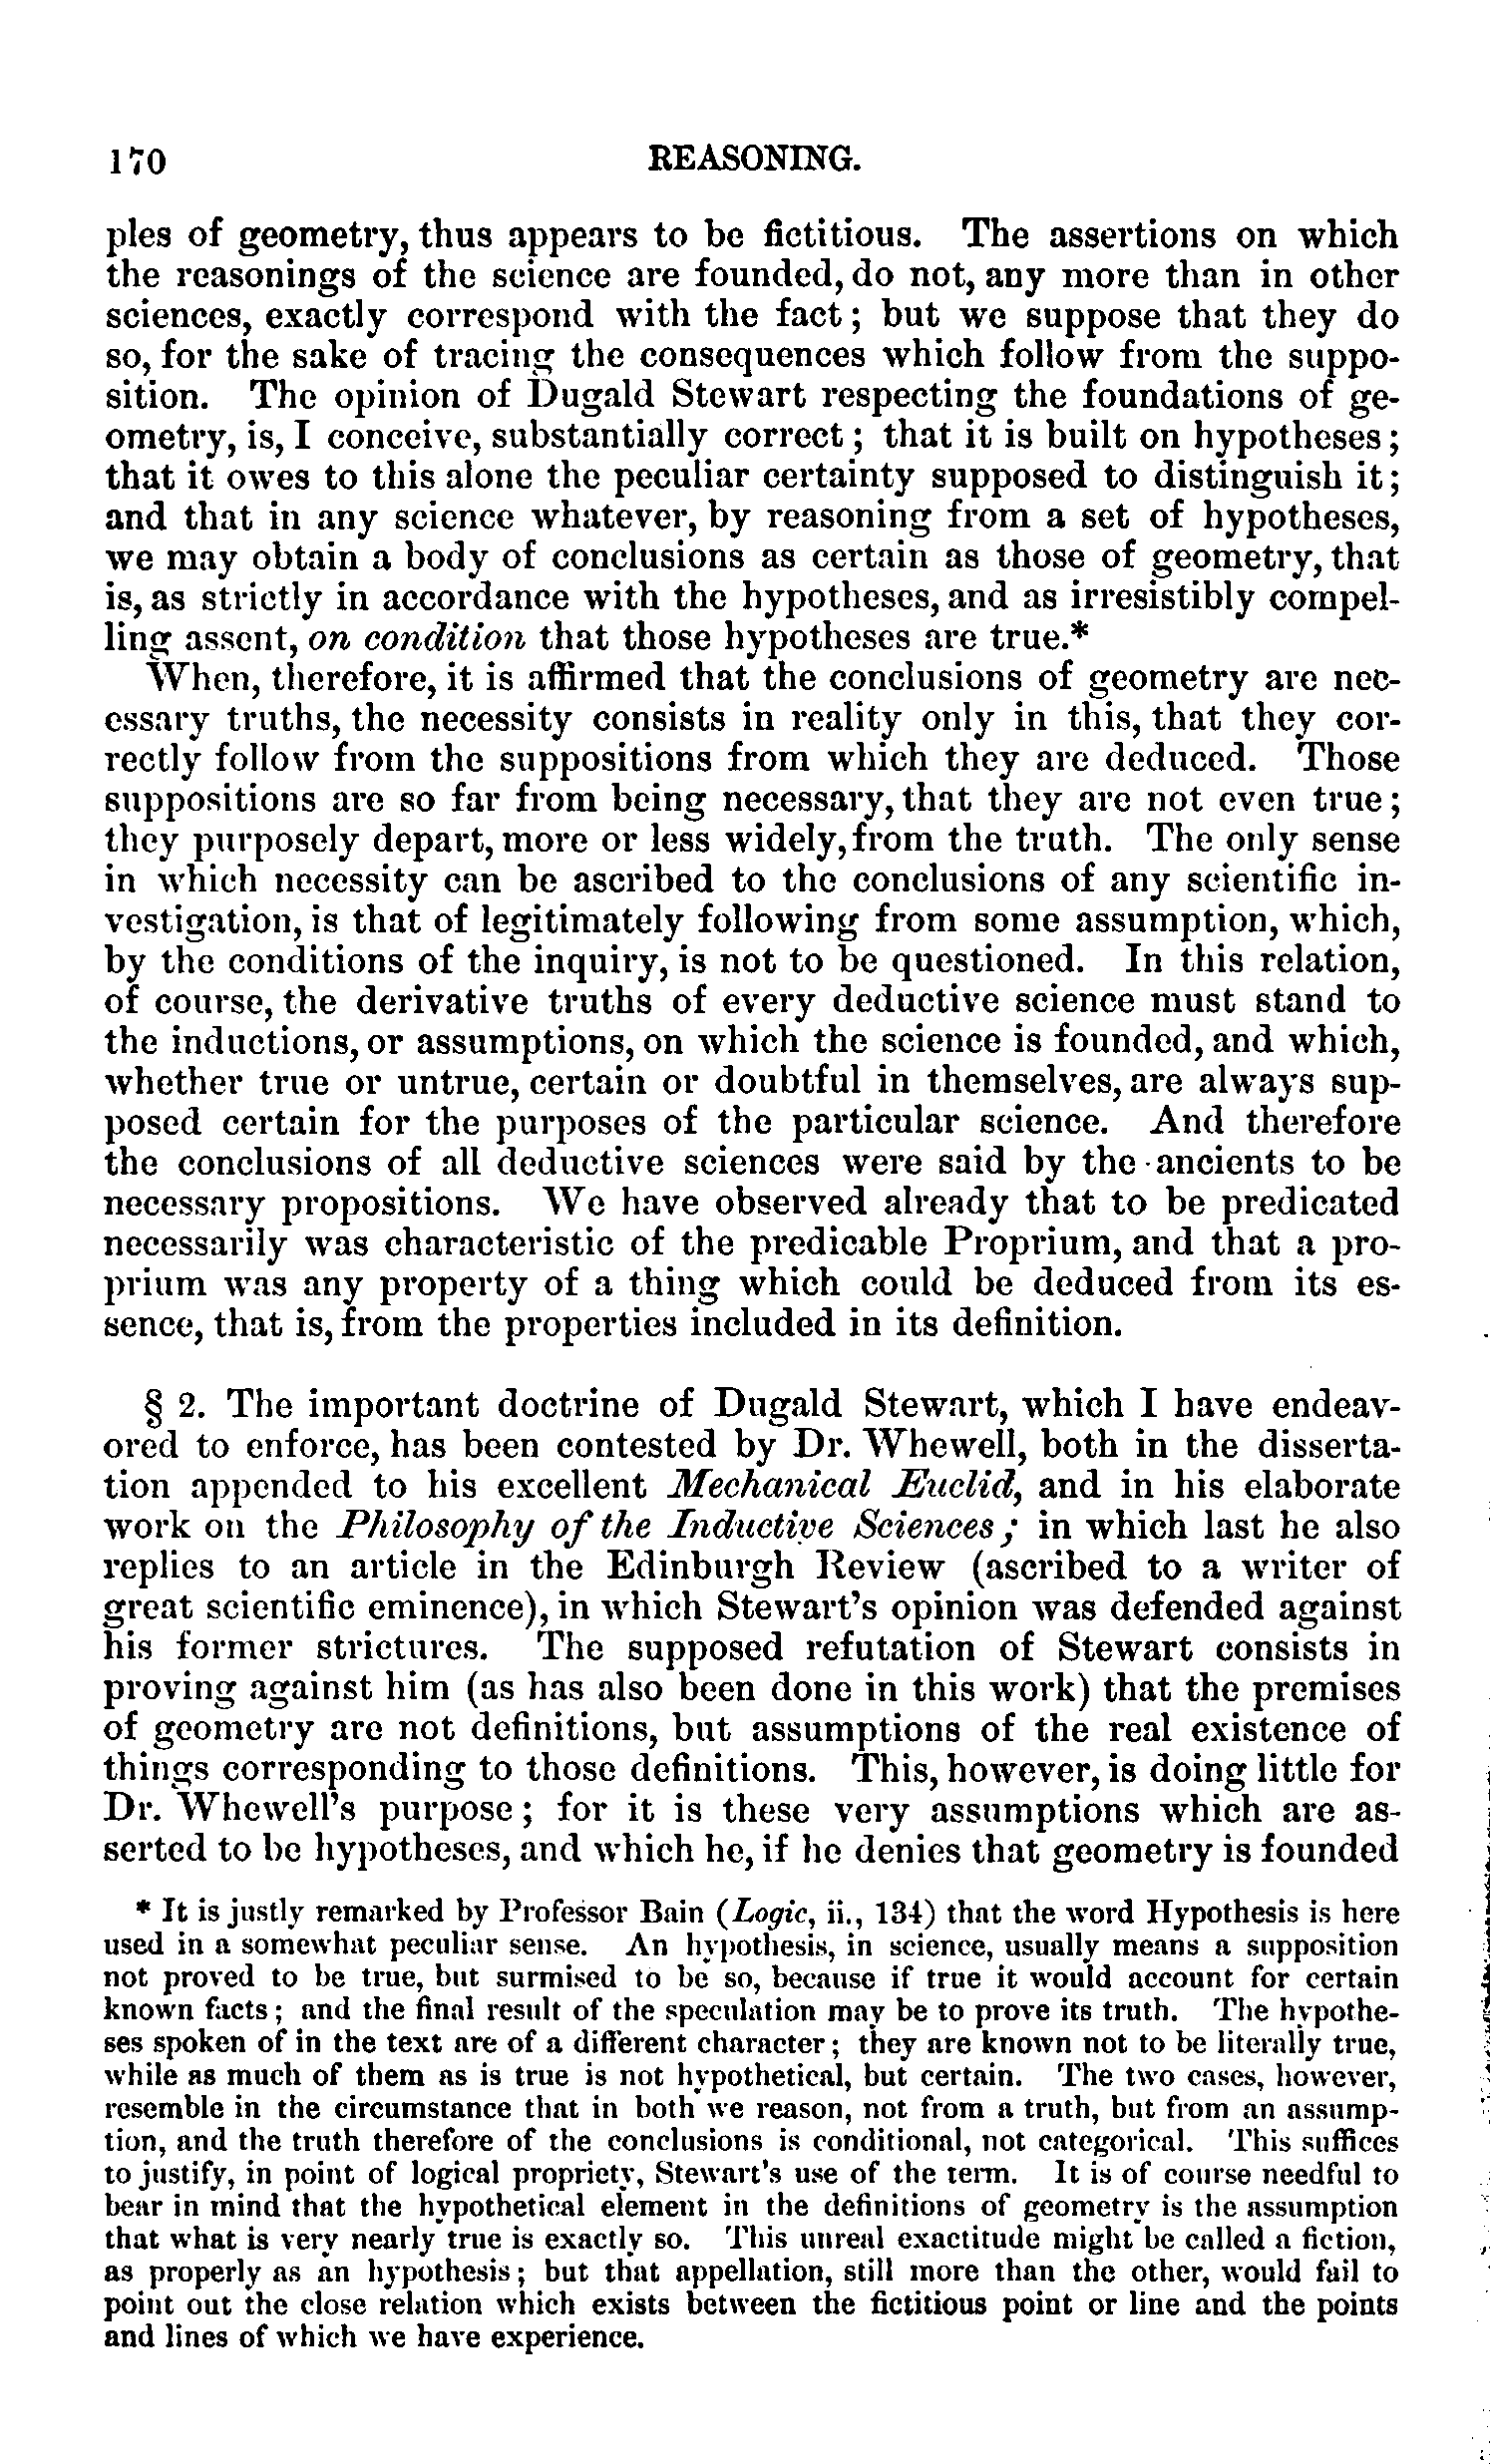 170 REASONING.
ples of geometry, thus appears to be fictitious. The assertions on which
the reasonings of the science are founded, do not, any more than in other
sciences, exactly correspond with the fact; but we suppose that they do
so, for the sake of tracing the consequences which follow from the suppo-
sition. The opinion of Dugald Stewart respecting the foundations of ge-
ometry, is, I conceive, substantially correct; that it is built on hypotheses;
that it owes to this alone the peculiar certainty supposed to distinguish it;
and that in any science whatever, by reasoning from a set of hypotheses,
we may obtain a body of conclusions as certain as those of geometry, that
is, as strictly in accordance with the hypotheses, and as irresistibly compel-
ling assent, on condition that those hypotheses are true.*
When, therefore, it is affirmed that the conclusions of geometry are nec-
essary truths, the necessity consists in reality only in this, that they cor-
rectly follow from the suppositions from which they are deduced. Those
suppositions are so far from being necessary, that they are not even true;
they purposely depart, more or less widely, from the truth. The only sense
in which necessity can be ascribed to the conclusions of any scientific in-
vestigation, is that of legitimately following from some assumption, which,
by the conditions of the inquiry, is not to be questioned. In this relation,
of course, the derivative truths of every deductive science must stand to
the inductions, or assumptions, on which the science is founded, and which,
whether true or untrue, certain or doubtful in themselves, are always sup-
posed certain for the purposes of the particular science. And therefore
the conclusions of all deductive sciences were said by the ancients to be
necessary propositions. We have observed already that to be predicated
necessarily was characteristic of the predicable Proprium, and that a pro-
prium was any property of a thing which could be deduced from its es-
sence, that is, from the properties included in its definition.
§ 2. The important doctrine of Dugald Stewart, which I have endeav-
ored to enforce, has been contested by Dr. Whewell, both in the disserta-
tion appended to his excellent Mechanical Euclid, and in his elaborate
work on the Philosophy of the Inductive Sciences; in which last he also
replies to an article in the Edinburgh Review (ascribed to a writer of
great scientific eminence), in which Stewart's opinion was defended against
his former strictures. The supposed refutation of Stewart consists in
proving against him (as has also been done in this work) that the premises
of geometry are not definitions, but assumptions of the real existence of
things corresponding to those definitions. This, however, is doing little for
Dr. Whewell's purpose; for it is these very assumptions which are as-
serted to be hypotheses, and which he, if he denies that geometry is founded
* It is justly remarked by Professor Bain (Logic, ii., 134) that the word Hypothesis is here
used in a somewhat peculiar sense. An hypothesis, in science, usually means a supposition
not proved to be true, but surmised to be so, because if true it would account for certain
known facts; and the final result of the speculation may be to prove its truth. The hypothe-
ses spoken of in the text are of a different character; they are known not to be literally true,
while as much of them as is true is not hypothetical, but certain. The two cases, however,
resemble in the circumstance that in both we reason, not from a truth, but from an assump-
tion, and the truth therefore of the conclusions is conditional, not categorical. This suffices
to justify, in point of logical propriety, Stewart's use of the term. It is of course needful to
bear in mind that the hypothetical element in the definitions of geometry is the assumption
that what is very nearly true is exactly so. This unreal exactitude might be called a fiction,
as properly as an hypothesis; but that appellation, still more than the other, would fail to
point out the close relation which exists between the fictitious point or line and the points
and lines of which we have experience.